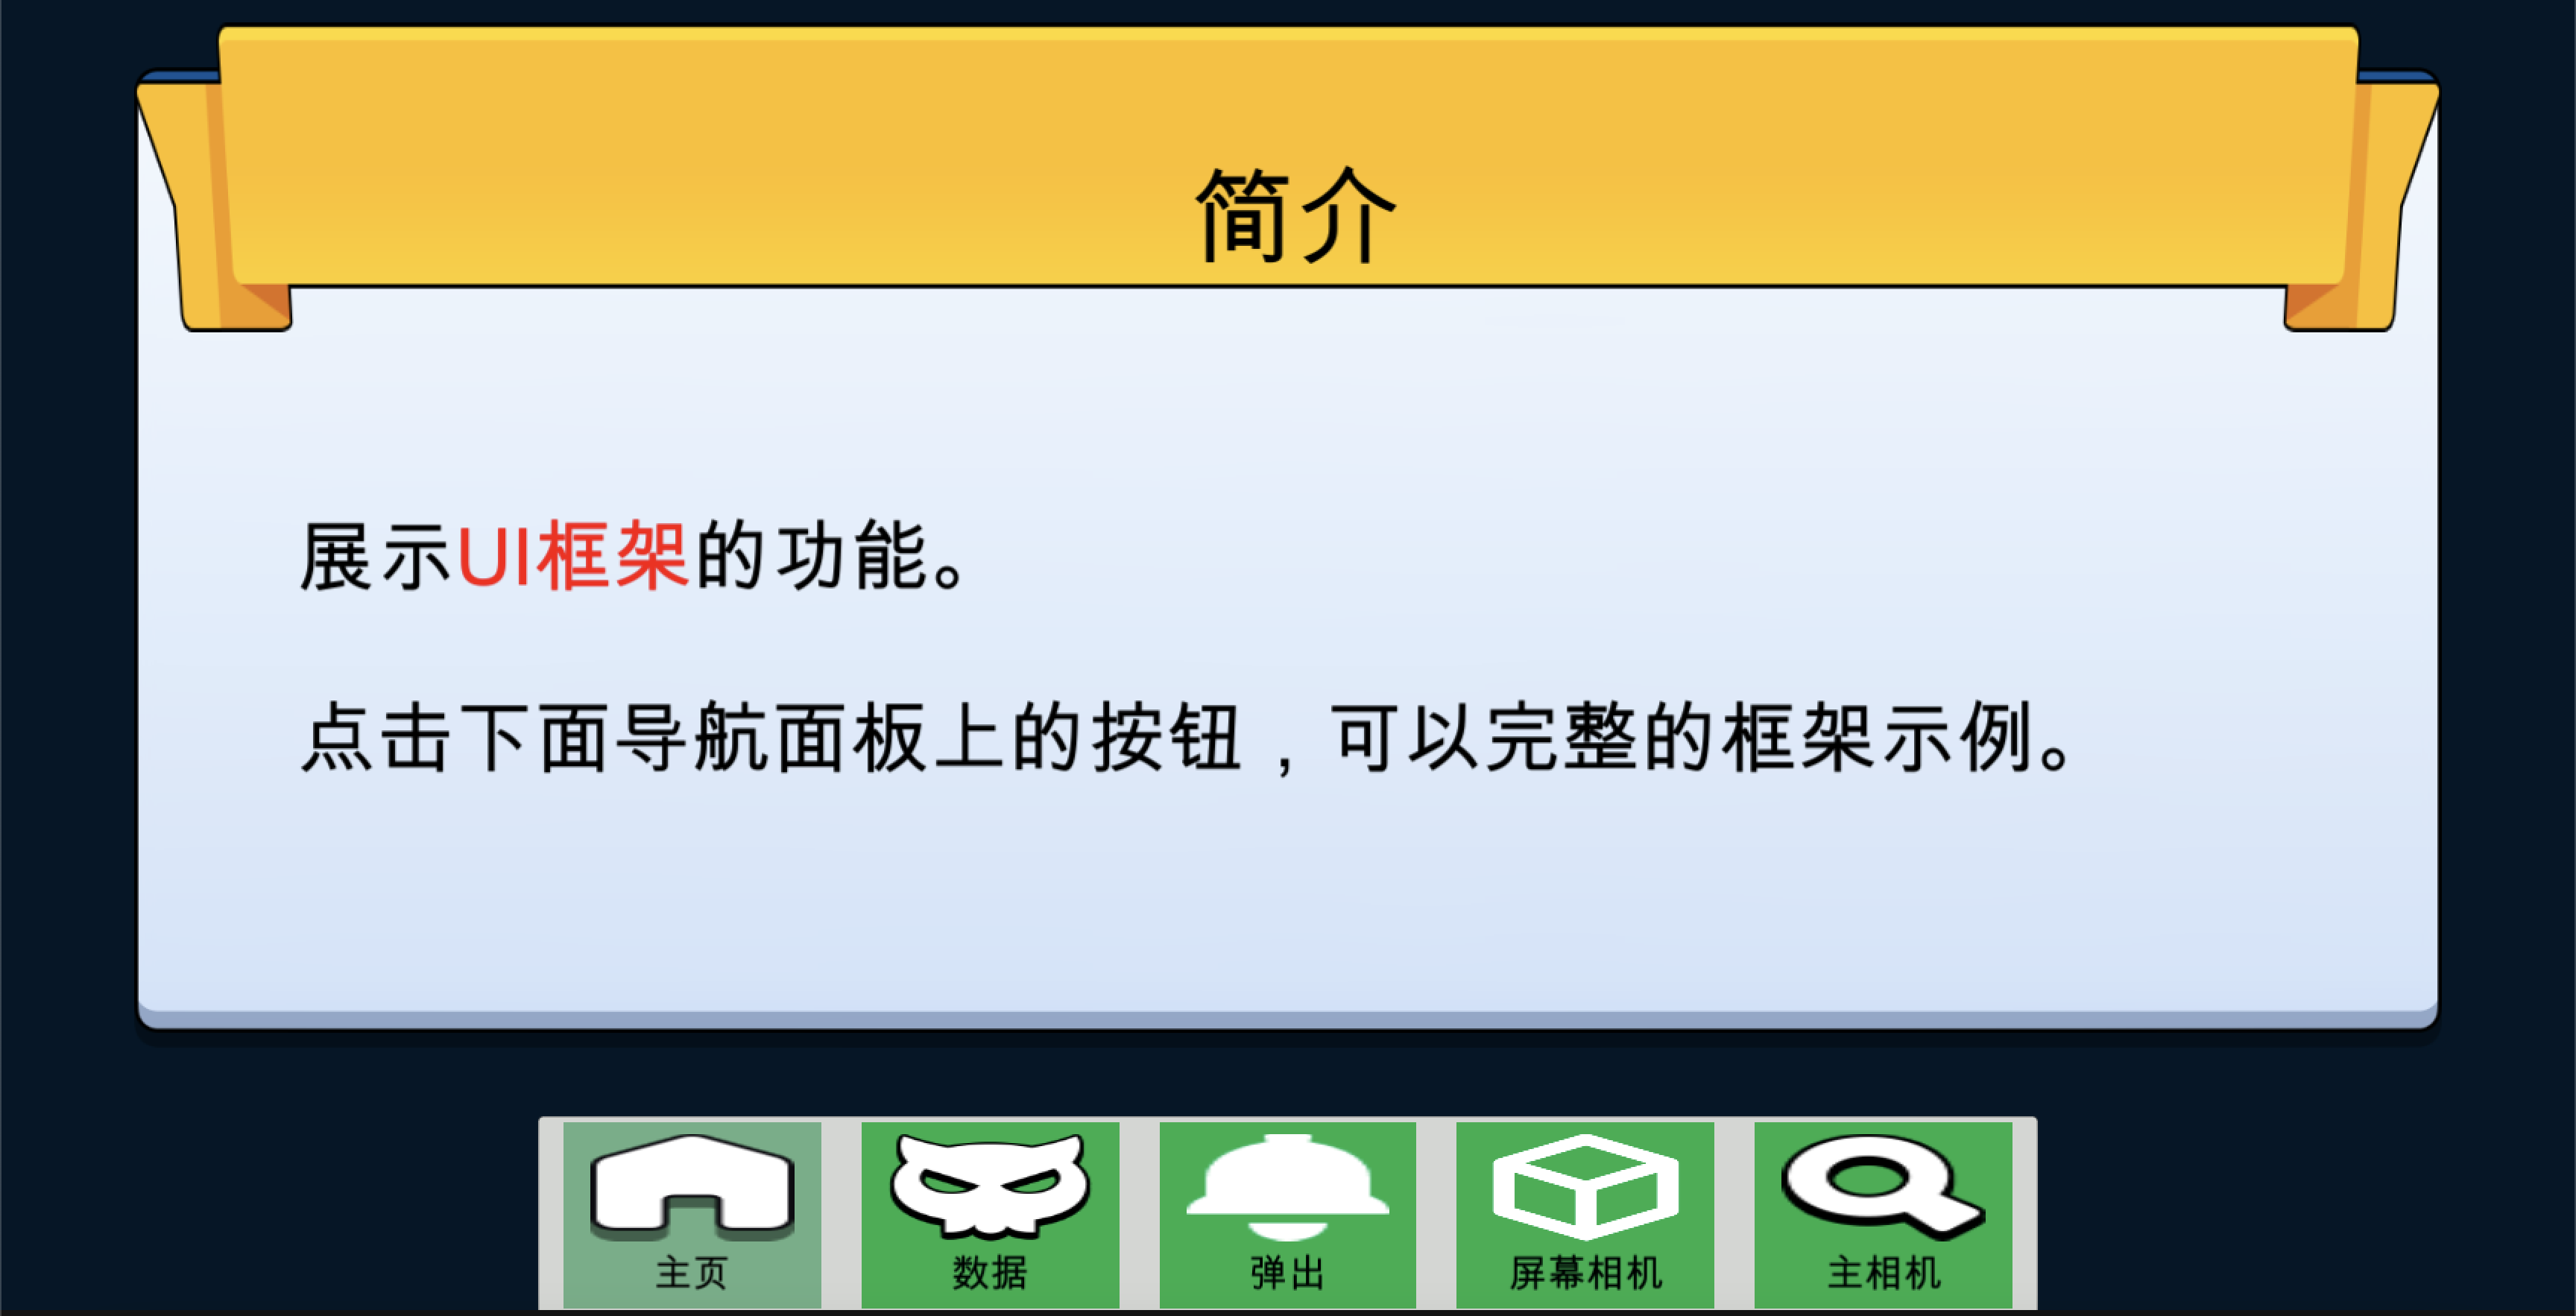 简介
展示UI框架的功能。
点击下面导航面板上的按钮，可以完整的框架示例。
主页
数据
弹出
屏幕相机
主相机